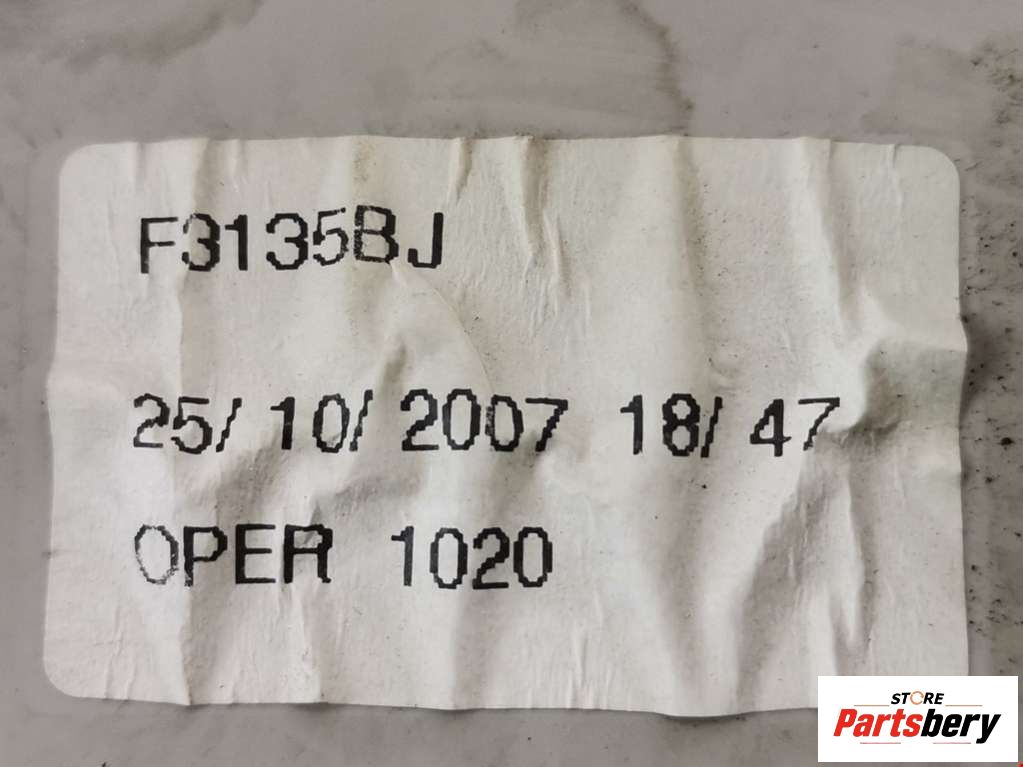 F3135BJ
25/ 10/ 2007 18/ 47
OPER 1020
STORE
Partsbery